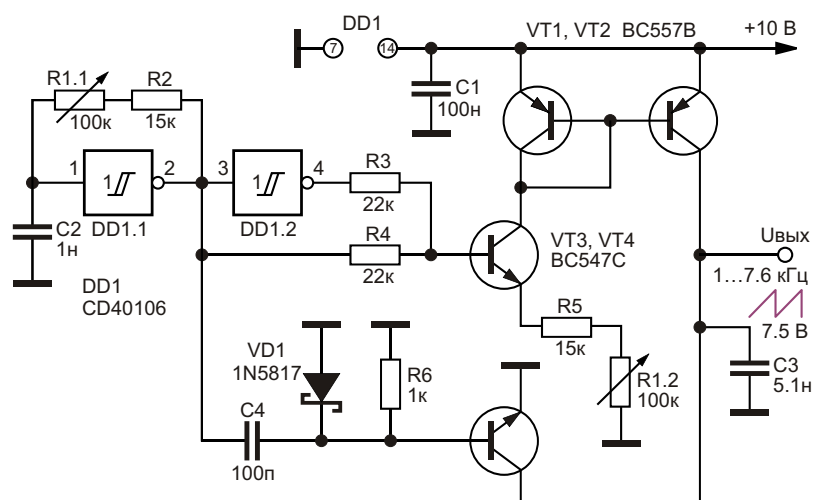 DD1
7
14
VT1, VT2 BC557B
+10 В
R1.1
R2
100к
15к
C1
100н
1
1
2
3
1
4
R3
22к
DD1.1
DD1.2
C2
1н
R4
22к
VT3, VT4
BC547C
Uвых
1...7.6 кГц
7.5 В
DD1
CD40106
R5
15к
VD1
1N5817
R6
1к
R1.2
100к
C3
5.1н
C4
100п